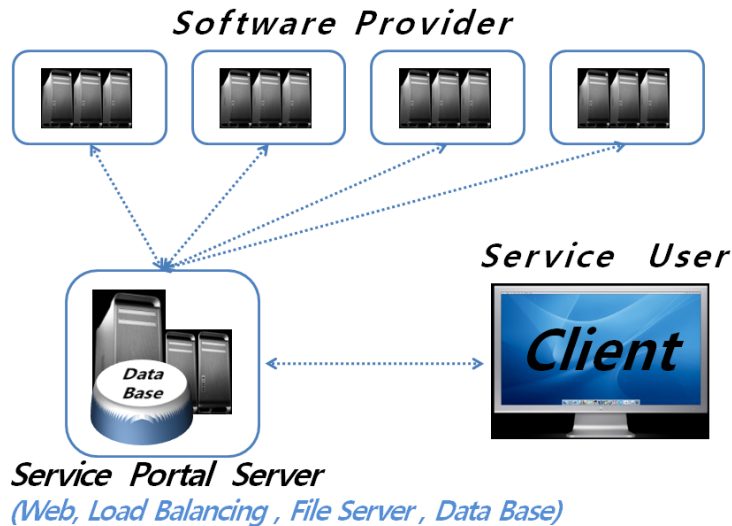 Software Provider
Service User
Client
Data
Base
Service Portal Server
(Web, Load Balancing , File Server , Data Base)